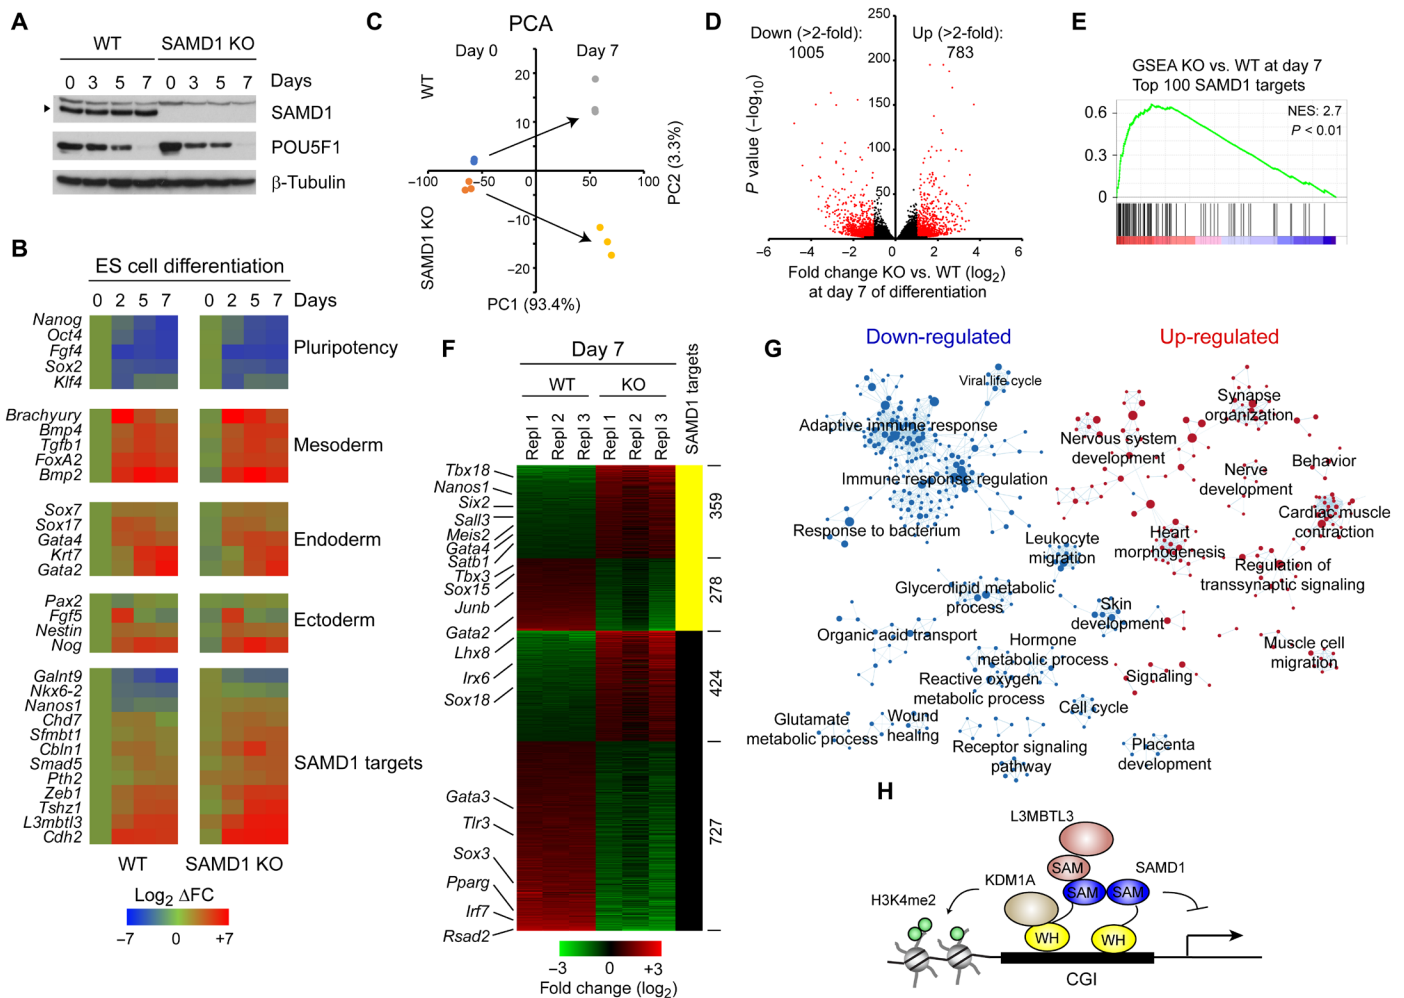 A
WT
SAMD1 KO
0 3 5 7 0 3 5 7 Days
SAMD1
POU5F1
β-Tubulin
B
ES cell differentiation
0 2 5 7 0 2 5 7 Days
Nanog
Oct4
Fgf4
Sox2
Klf4
Pluripotency
Brachyury
Bmp4
Tgfb1
FoxA2
Bmp2
Mesoderm
Sox7
Sox17
Gata4
Krt7
Gata2
Endoderm
Pax2
Fgf5
Nestin
Nog
Ectoderm
Galnt9
Nkx6-2
Nanos1
Chd7
Sfmbt1
Cbln1
Smad5
Pth2
Zeb1
Tshz1
L3mbtl3
Cdh2
SAMD1 targets
WT
SAMD1 KO
Log2 ΔFC
−7 0 +7
C
PCA
Day 0
Day 7
WT
SAMD1 KO
20
10
−10
−20
−100 −50 0 50 100
PC2 (3.3%)
PC1 (93.4%)
D
Down (>2-fold):
1005
Up (>2-fold):
783
250
200
150
100
50
P value (−log10)
−6 −4 −2 0 2 4 6
Fold change KO vs. WT (log2)
at day 7 of differentiation
E
GSEA KO vs. WT at day 7
Top 100 SAMD1 targets
NES: 2.7
P < 0.01
0.6
0.3
0
F
Day 7
WT
KO
Repl 1
Repl 2
Repl 3
Repl 1
Repl 2
Repl 3
SAMD1 targets
Tbx18
Nanos1
Six2
Sall3
Meis2
Gata4
Satb1
Tbx3
Sox15
Junb
Gata2
Lhx8
Irx6
Sox18
Gata3
Tlr3
Sox3
Pparg
Irf7
Rsad2
359
278
424
727
−3 0 +3
Fold change (log2)
G
Down-regulated
Up-regulated
Viral life cycle
Adaptive immune response
Immune response regulation
Response to bacterium
Leukocyte
migration
Glycerolipid metabolic
process
Skin
development
Organic acid transport
Hormone
metabolic process
Reactive oxygen
metabolic process
Cell cycle
Glutamate
metabolic process
Wound
healing
Receptor signaling
pathway
Placenta
development
Synapse
organization
Nervous system
development
Nerve
development
Behavior
Cardiac muscle
contraction
Heart
morphogenesis
Regulation of
transsynaptic signaling
Muscle cell
migration
Signaling
H
L3MBTL3
SAM
SAMD1
KDM1A
SAM
SAM
H3K4me2
WH
WH
CGI